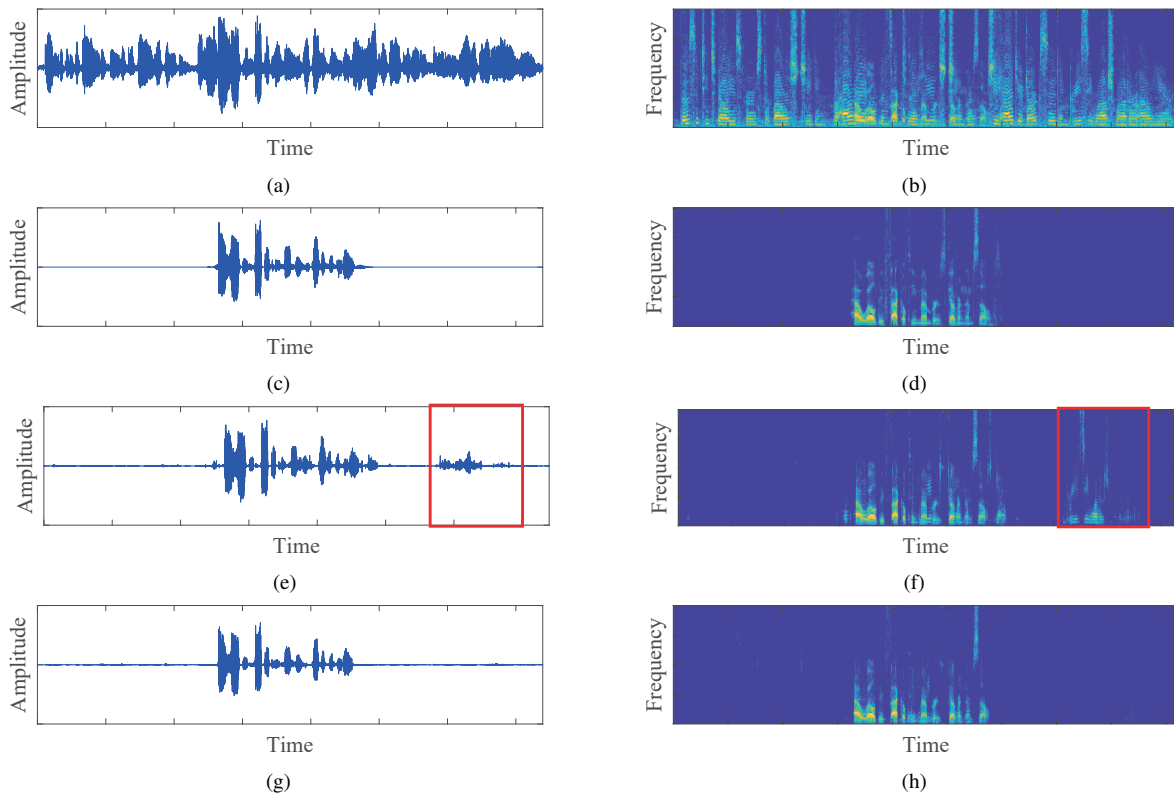 Amplitude
Time
(a)
Frequency
Time
(b)
Amplitude
Time
(c)
Frequency
Time
(d)
Amplitude
Time
(e)
Frequency
Time
(f)
Amplitude
Time
(g)
Frequency
Time
(h)